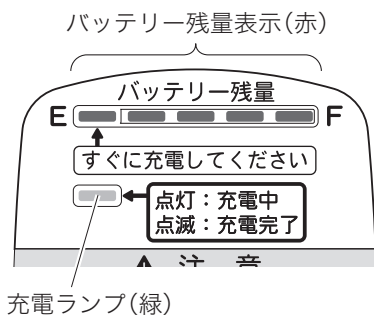 バッテリー残量表示(赤)
バッテリー残量
E F
すぐに充電してください
点灯：充電中
点滅：充電完了
注 意
充電ランプ(緑)